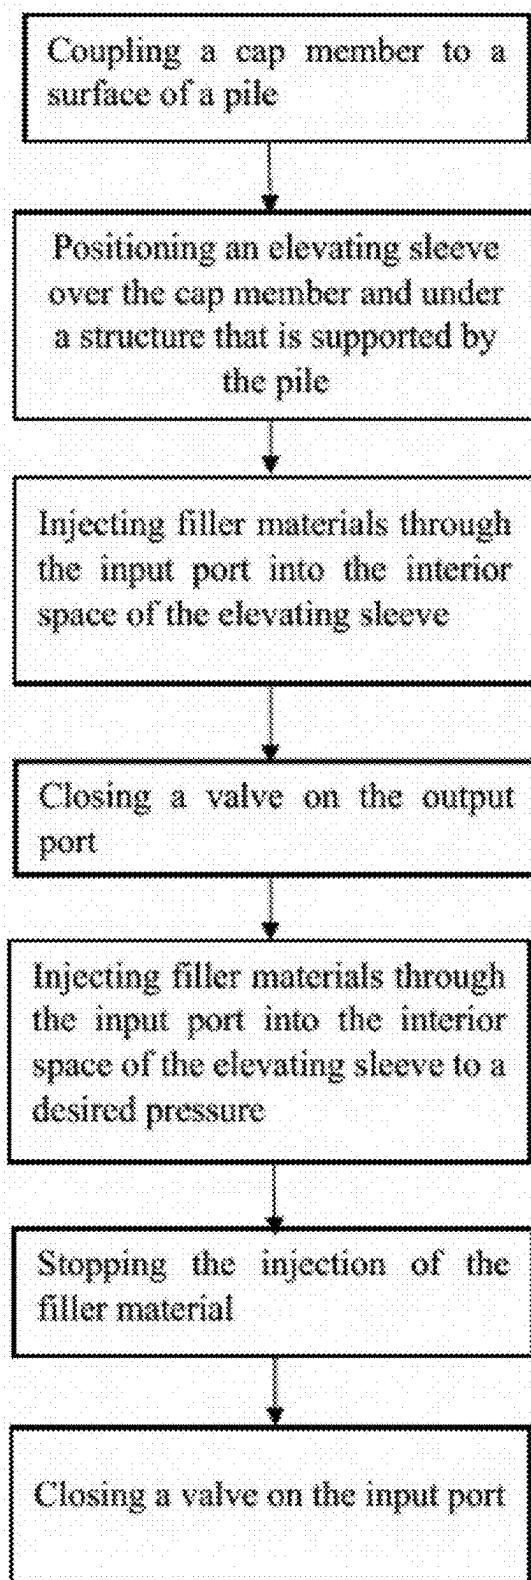 Coupling a cap member to a
surface of a pile
Positioning an elevating sleeve
over the cap member and under
a structure that is supported by
the pile
Injecting filler materials through
the input port into the interior
space of the elevating sleeve
Closing a valve on the output
port
Injecting filler materials through
the input port into the interior
space of the elevating sleeve to a
desired pressure
Stopping the injection of the
filler material
Closing a valve on the input port